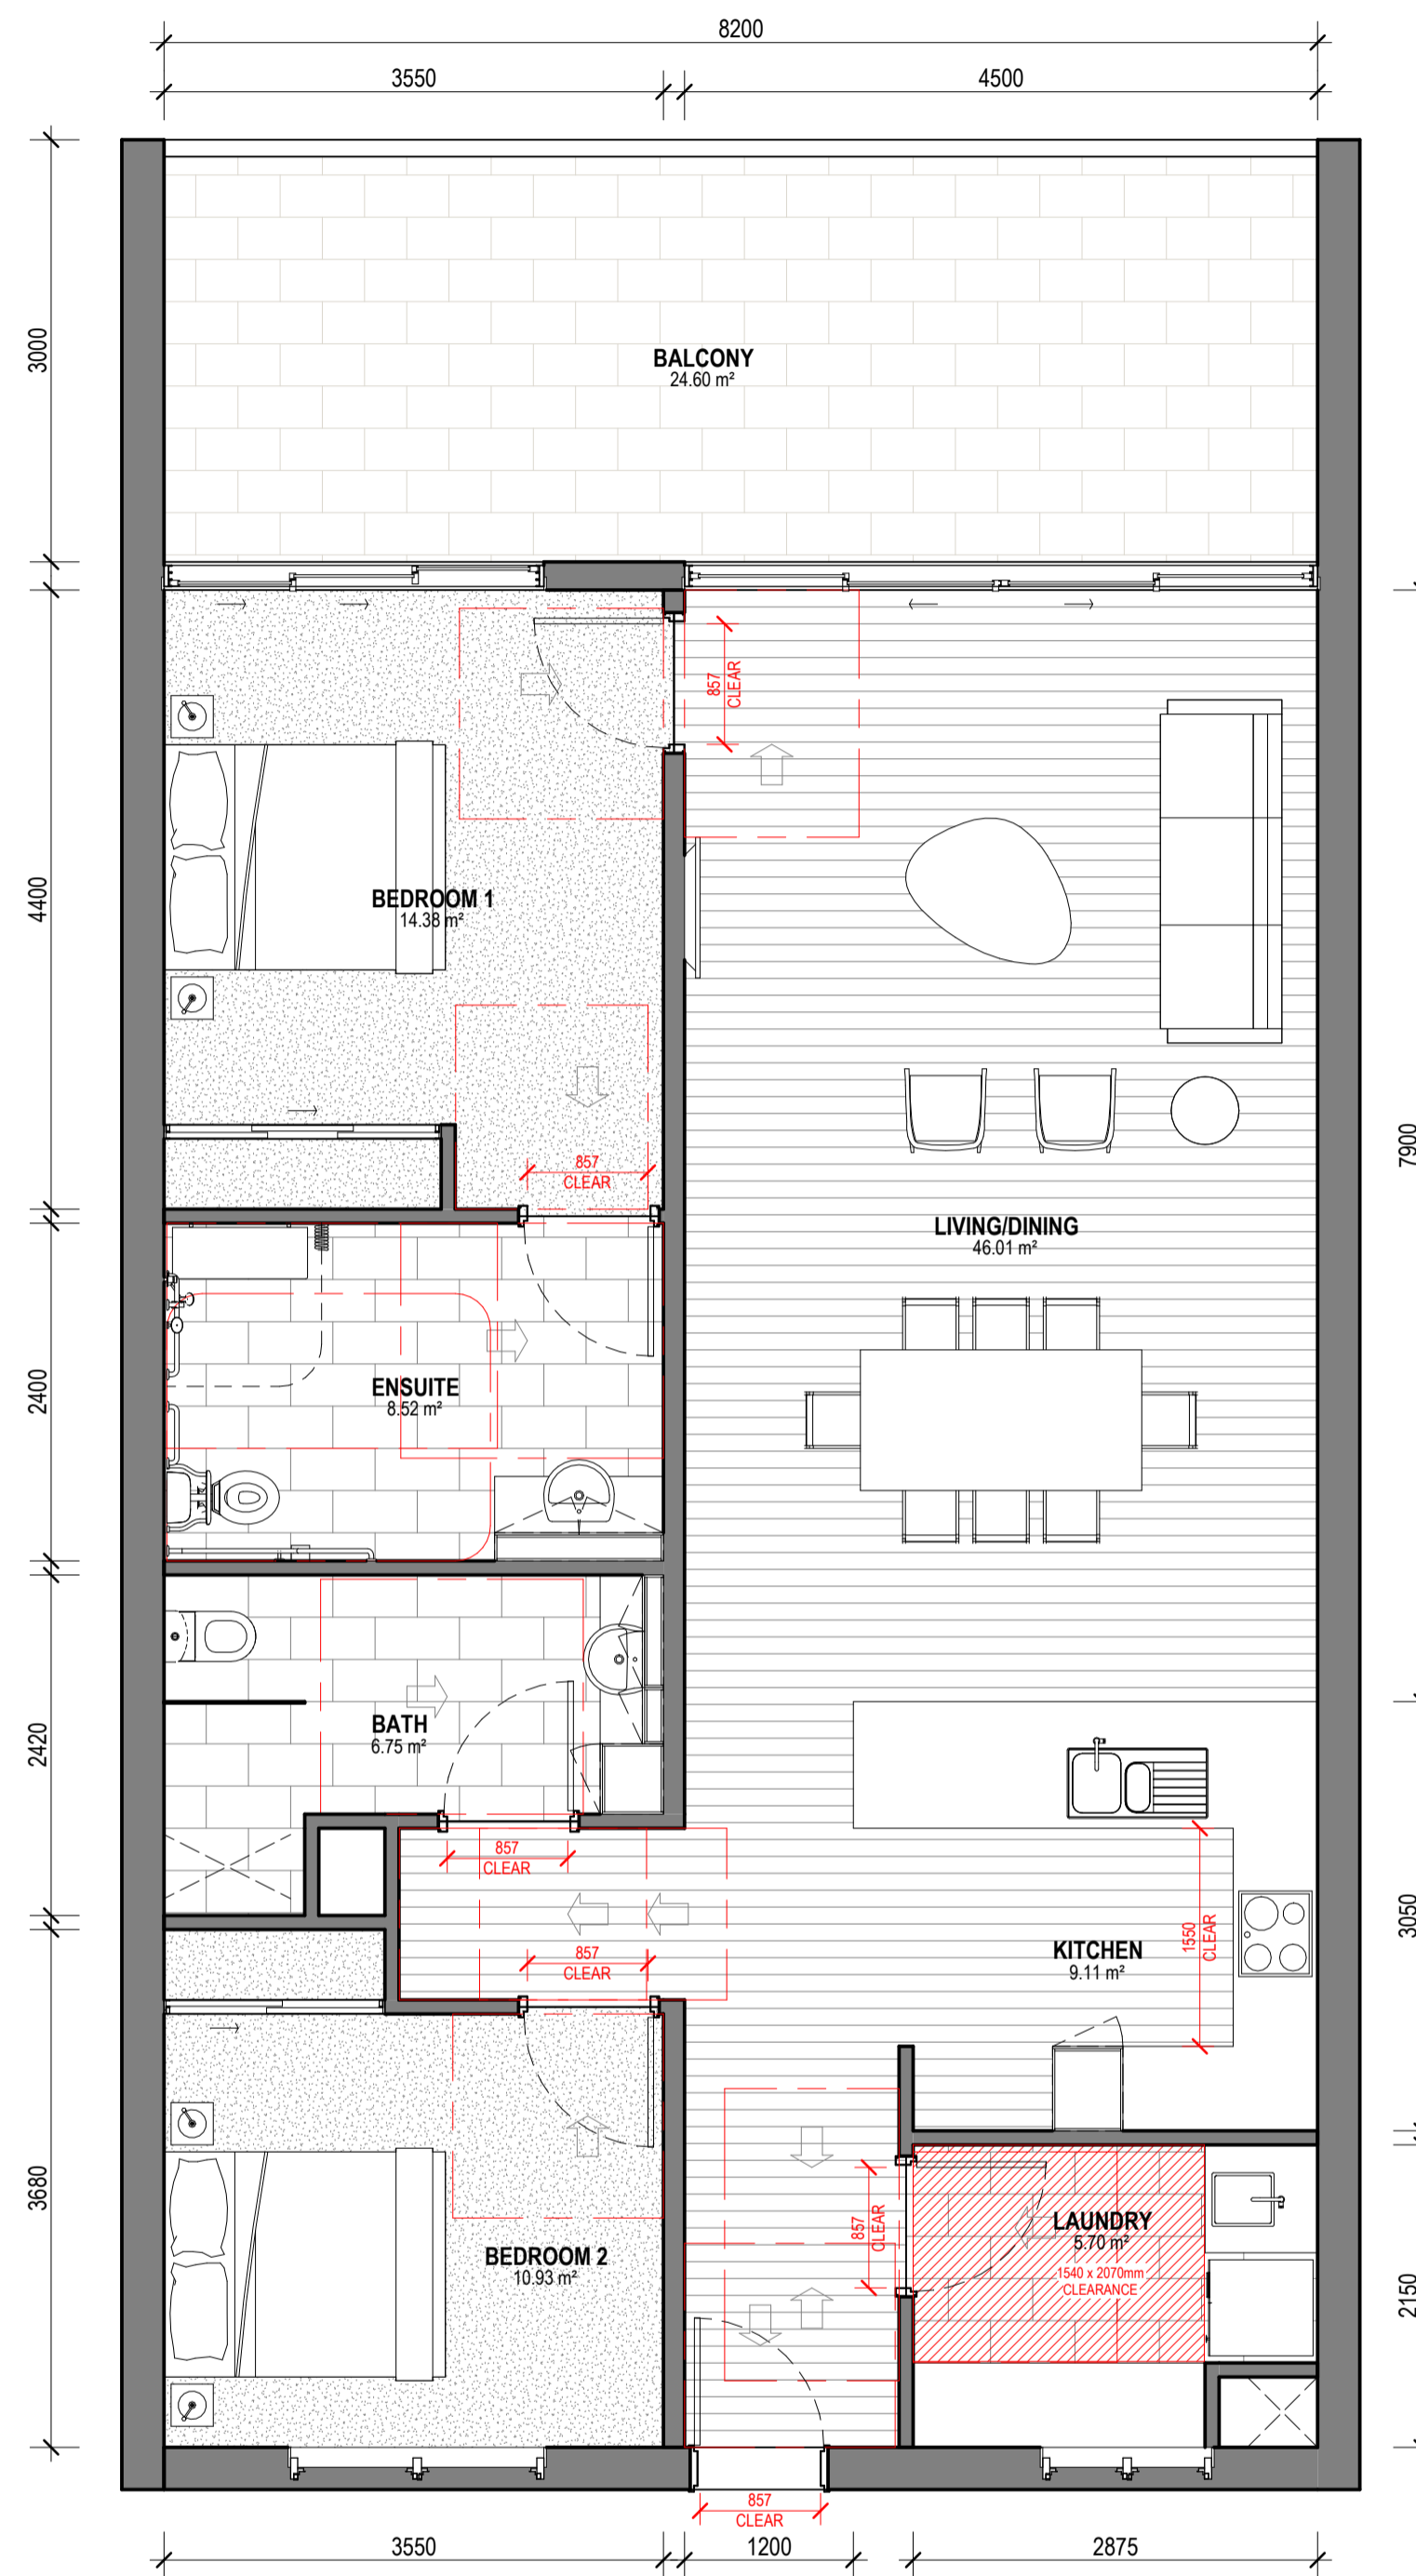 8200
3550
4500
3000
BALCONY
24.60 m²
857
CLEAR
4400
BEDROOM 1
14.38 m²
7900
857
CLEAR
LIVING/DINING
46.01 m²
2400
ENSUITE
8.52 m²
2420
BATH
6.75 m²
857
CLEAR
3050
1550
CLEAR
KITCHEN
9.11 m²
857
CLEAR
3680
857
CLEAR
LAUNDRY
5.70 m²
1540 x 2070mm
CLEARANCE
BEDROOM 2
10.93 m²
2150
857
CLEAR
3550
1200
2875